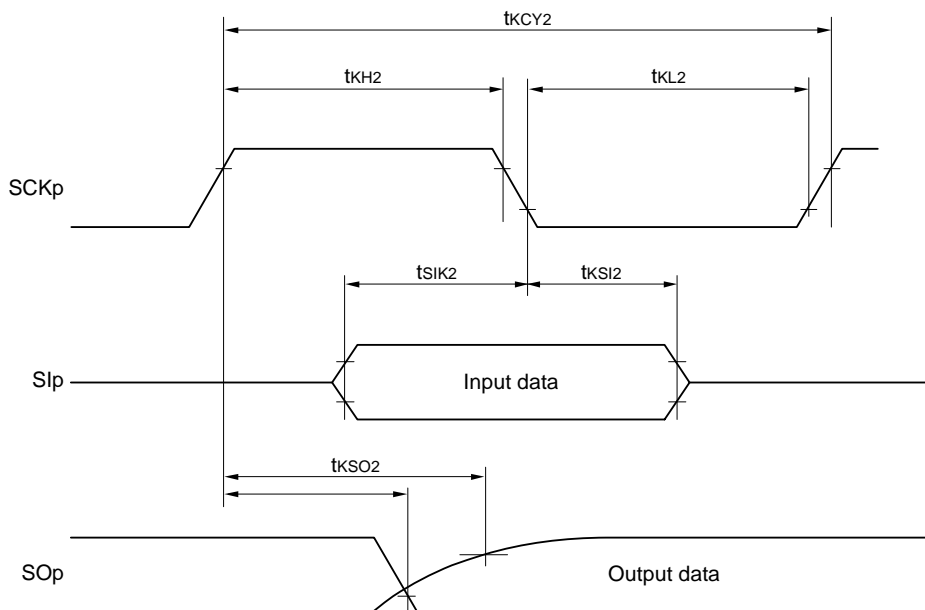 tKCY2
tKH2
tKL2
SCKp
tSIK2
tKSI2
SIp
Input data
tKSO2
SOp
Output data